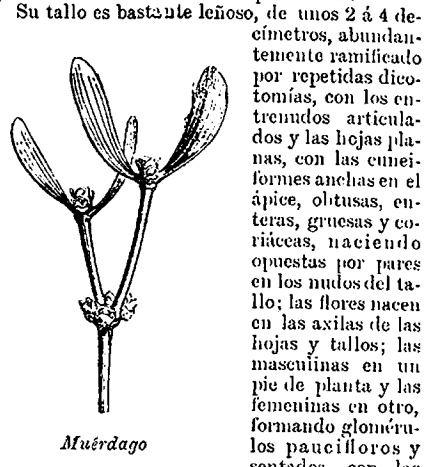 Su tallo es bastante leñoso, de unos 2 á 4 de-
címetros, abundan-
temente ramificado
por repetidas dico-
tomías, con los en-
trenudos articula-
dos y las hojas pla-
nas, con las cunei-
formes anchas en el
ápice, obtusas, en-
teras, gruesas y co-
riáceas, naciendo
opuestas por pares
en los nudos del ta-
llo; las flores nacen
en las axilas de las
hojas y tallos; las
masculinas en un
pie de planta y las
femeninas en otro,
formando gloméru-
los paucifloros y
sentados, con las
Muérdago